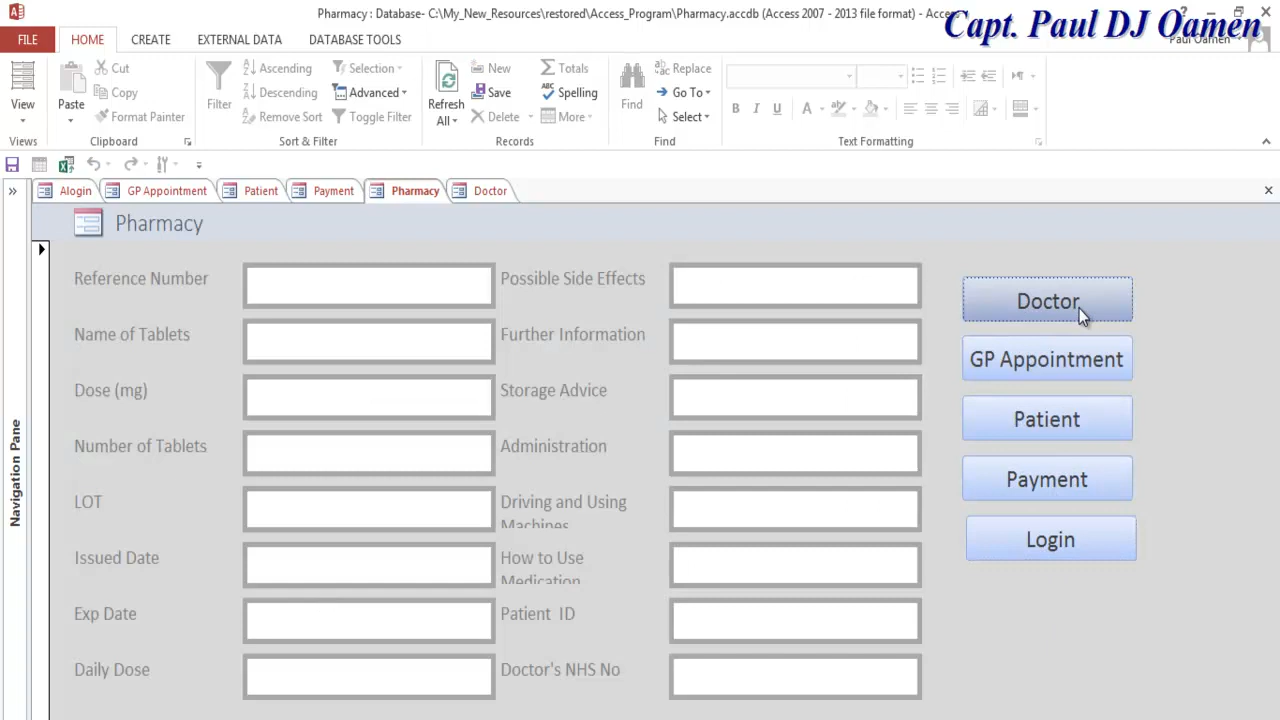 Pharmacy : Database- C:\My_New_Resources\restored\Access_Program\Pharmacy.accdb (Access 2007 - 2013 file format) - Acce
Capt. Paul DJ Oamen
? 
FILE HOME CREATE EXTERNAL DATA DATABASE TOOLS Paul Oamen
View
Views
Paste
Cut
Copy
Format Painter
Clipboard
Filter
Ascending
Descending
Remove Sort
Selection
Advanced
Toggle Filter
Sort & Filter
Refresh
All
New
Save
Delete
Totals
Spelling
More
Records
Find
Replace
Go To
Select
Find
B I U A
Text Formatting
Alogin GP Appointment Patient Payment Pharmacy Doctor
Navigation Pane
Pharmacy
Reference Number
Name of Tablets
Dose (mg)
Number of Tablets
LOT
Issued Date
Exp Date
Daily Dose
Possible Side Effects
Further Information
Storage Advice
Administration
Driving and Using
Machines
How to Use
Medication
Patient ID
Doctor's NHS No
Doctor
GP Appointment
Patient
Payment
Login